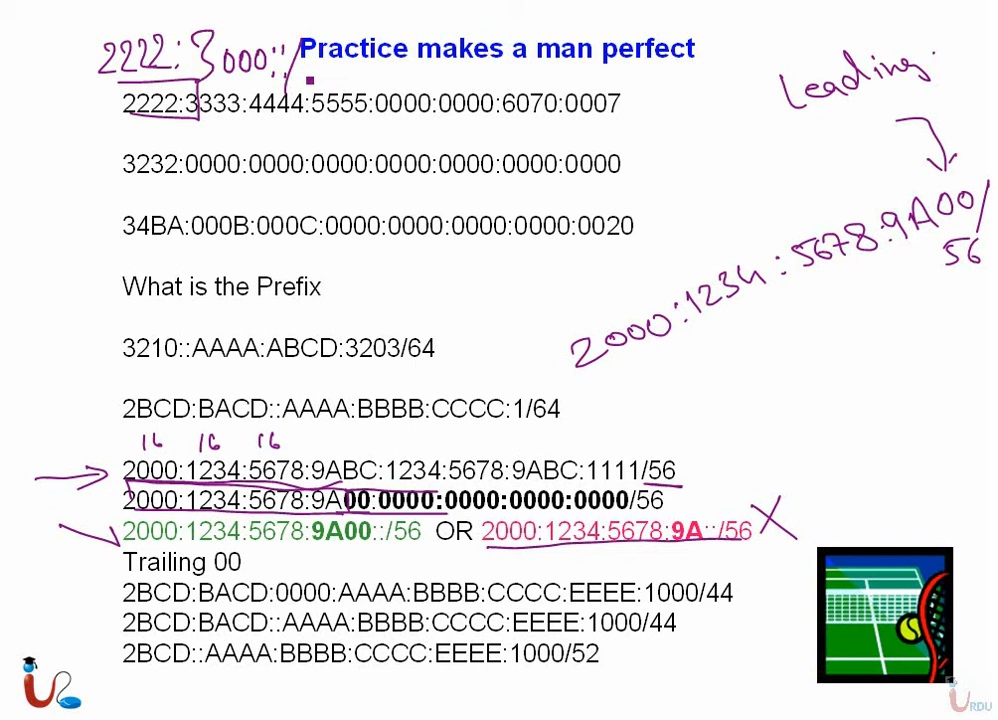 Practice makes a man perfect
2222:3000::/
2222:3333:4444:5555:0000:0000:6070:0007
Leading
3232:0000:0000:0000:0000:0000:0000:0000
34BA:000B:000C:0000:0000:0000:0000:0020
2000:1234:5678:9A00/
56
What is the Prefix
3210::AAAA:ABCD:3203/64
2BCD:BACD::AAAA:BBBB:CCCC:1/64
16 16 16
2000:1234:5678:9ABC:1234:5678:9ABC:1111/56
2000:1234:5678:9A00:0000:0000:0000:0000/56
2000:1234:5678:9A00::/56 OR 2000:1234:5678:9A::/56
Trailing 00
2BCD:BACD:0000:AAAA:BBBB:CCCC:EEEE:1000/44
2BCD:BACD::AAAA:BBBB:CCCC:EEEE:1000/44
2BCD::AAAA:BBBB:CCCC:EEEE:1000/52
URDU